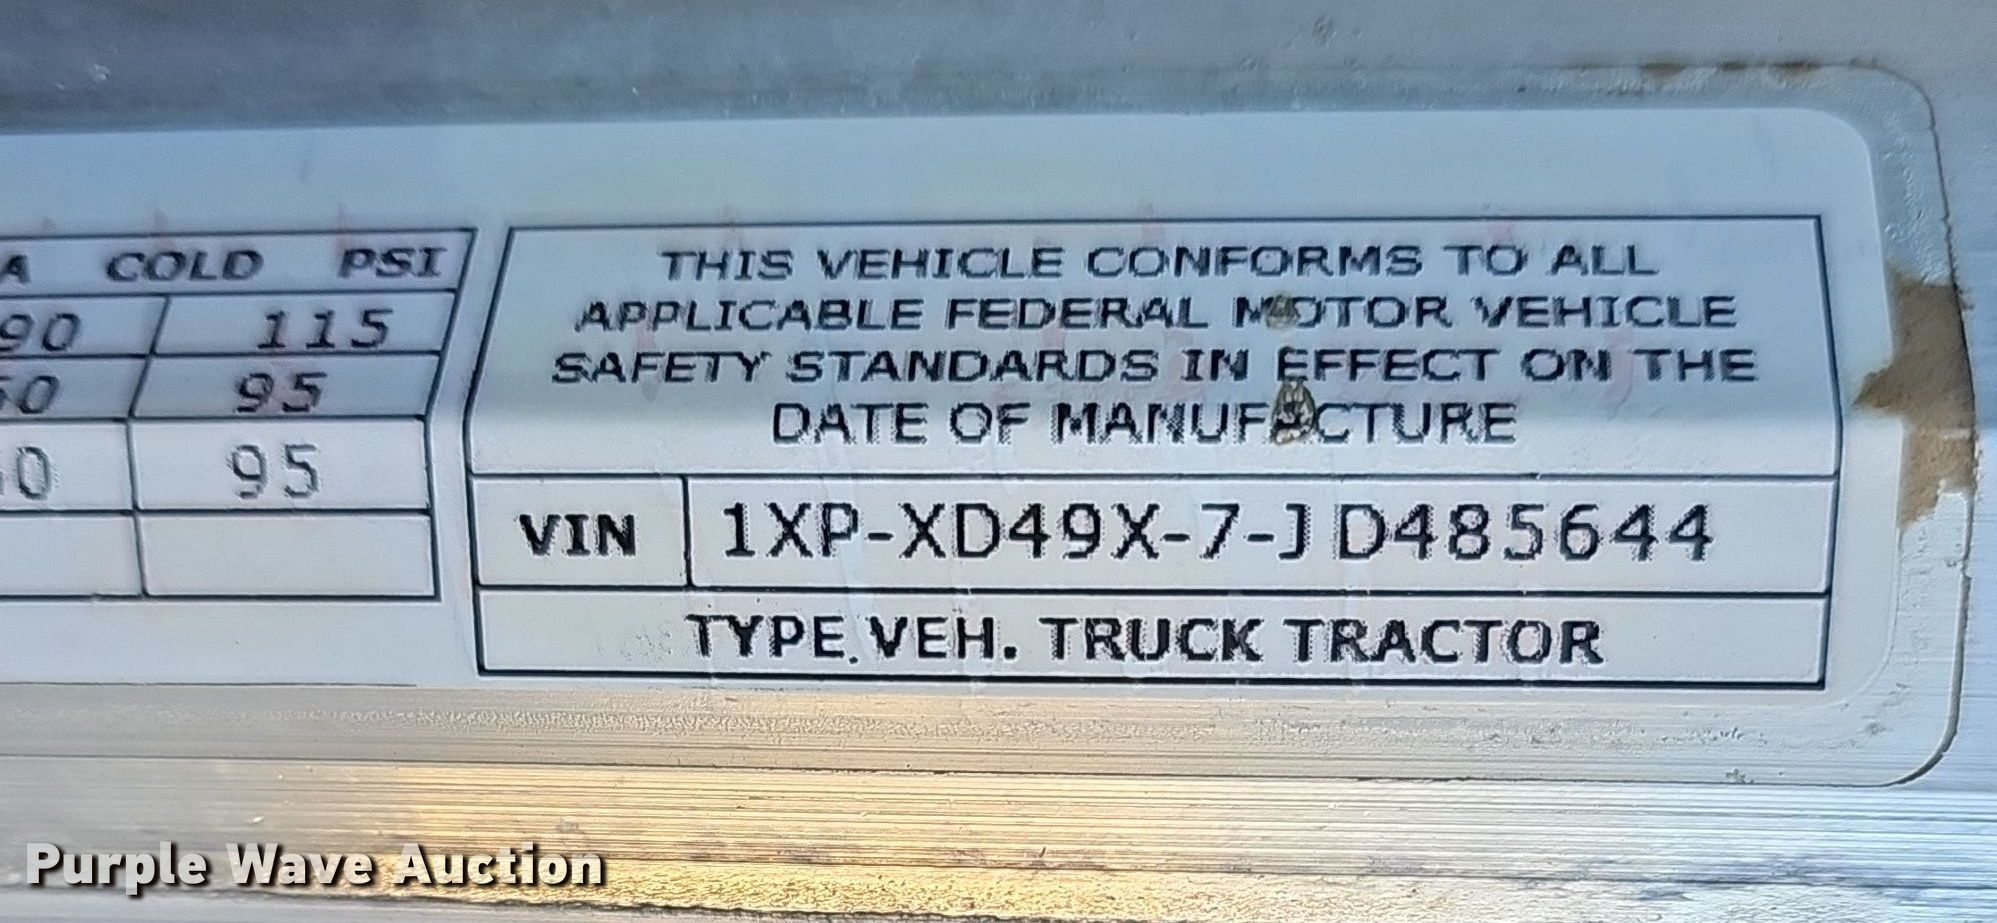 A COLD PSI
90 115
50 95
50 95
THIS VEHICLE CONFORMS TO ALL
APPLICABLE FEDERAL MOTOR VEHICLE
SAFETY STANDARDS IN EFFECT ON THE
DATE OF MANUFACTURE
VIN 1XP-XD49X-7-JD485644
TYPE VEH. TRUCK TRACTOR
Purple Wave Auction